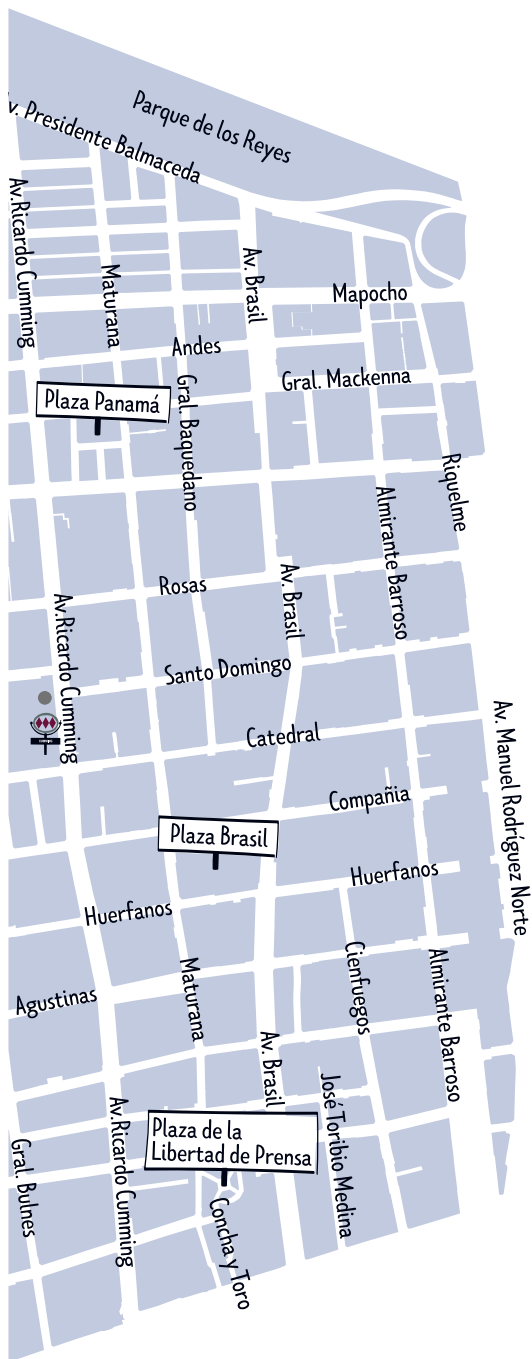 Parque de los Reyes
Av. Presidente Balmaceda
Av.Ricardo Cumming
Maturana
Av. Brasil
Mapocho
Andes
Gral. Mackenna
Plaza Panamá
Gral. Baquedano
Riquelme
Almirante Barroso
Rosas
Av. Brasil
Av.Ricardo Cumming
Santo Domingo
Catedral
Av. Manuel Rodríguez Norte
Compañia
Plaza Brasil
Huerfanos
Huerfanos
Agustinas
Maturana
Cienfuegos
Almirante Barroso
Av. Brasil
José Toribio Medina
Av.Ricardo Cumming
Plaza de la
Libertad de Prensa
Gral. Bulnes
Concha y Toro